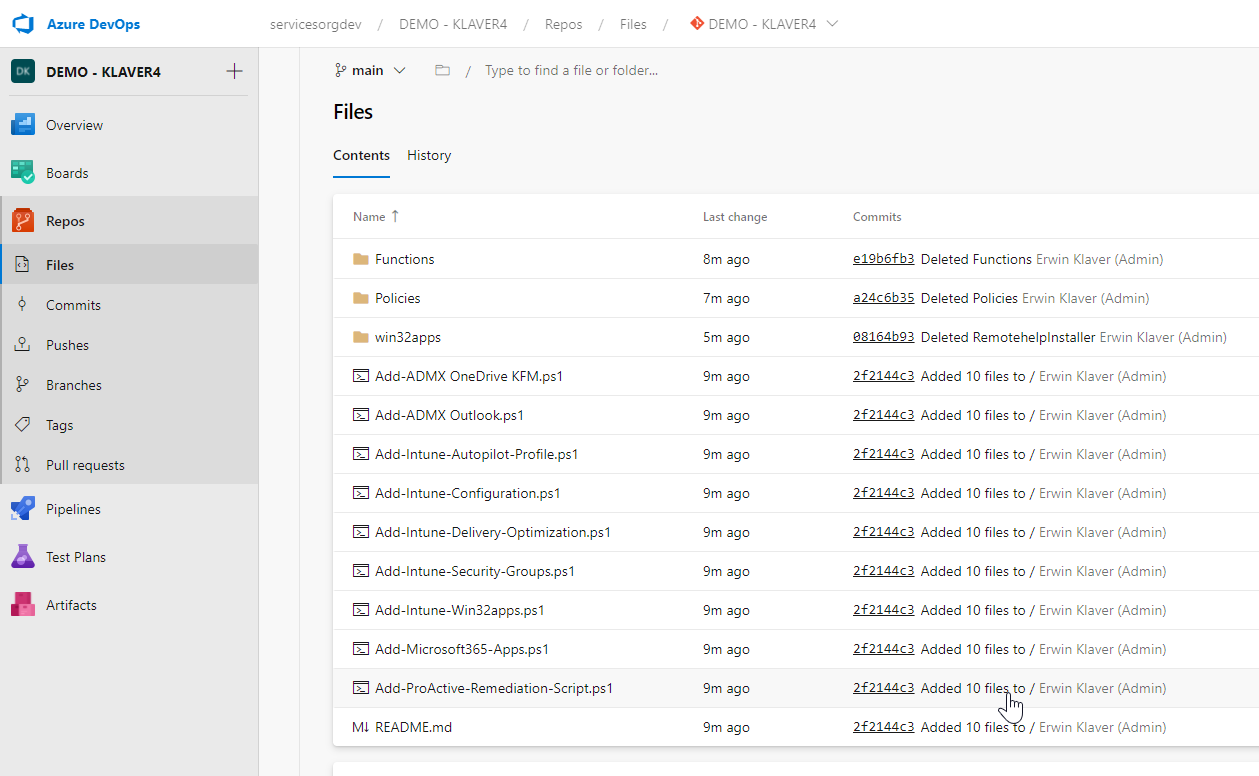 Azure DevOps servicesorgdev / DEMO - KLAVER4 / Repos / Files / DEMO - KLAVER4
DK DEMO - KLAVER4 +
Overview
Boards
Repos
Files
Commits
Pushes
Branches
Tags
Pull requests
Pipelines
Test Plans
Artifacts
main / Type to find a file or folder...
Files
Contents History
Name ↑ Last change Commits
Functions 8m ago e19b6fb3 Deleted Functions Erwin Klaver (Admin)
Policies 7m ago a24c6b35 Deleted Policies Erwin Klaver (Admin)
win32apps 5m ago 08164b93 Deleted RemotehelpInstaller Erwin Klaver (Admin)
Add-ADMX OneDrive KFM.ps1 9m ago 2f2144c3 Added 10 files to / Erwin Klaver (Admin)
Add-ADMX Outlook.ps1 9m ago 2f2144c3 Added 10 files to / Erwin Klaver (Admin)
Add-Intune-Autopilot-Profile.ps1 9m ago 2f2144c3 Added 10 files to / Erwin Klaver (Admin)
Add-Intune-Configuration.ps1 9m ago 2f2144c3 Added 10 files to / Erwin Klaver (Admin)
Add-Intune-Delivery-Optimization.ps1 9m ago 2f2144c3 Added 10 files to / Erwin Klaver (Admin)
Add-Intune-Security-Groups.ps1 9m ago 2f2144c3 Added 10 files to / Erwin Klaver (Admin)
Add-Intune-Win32apps.ps1 9m ago 2f2144c3 Added 10 files to / Erwin Klaver (Admin)
Add-Microsoft365-Apps.ps1 9m ago 2f2144c3 Added 10 files to / Erwin Klaver (Admin)
Add-ProActive-Remediation-Script.ps1 9m ago 2f2144c3 Added 10 files to / Erwin Klaver (Admin)
M↓ README.md 9m ago 2f2144c3 Added 10 files to / Erwin Klaver (Admin)